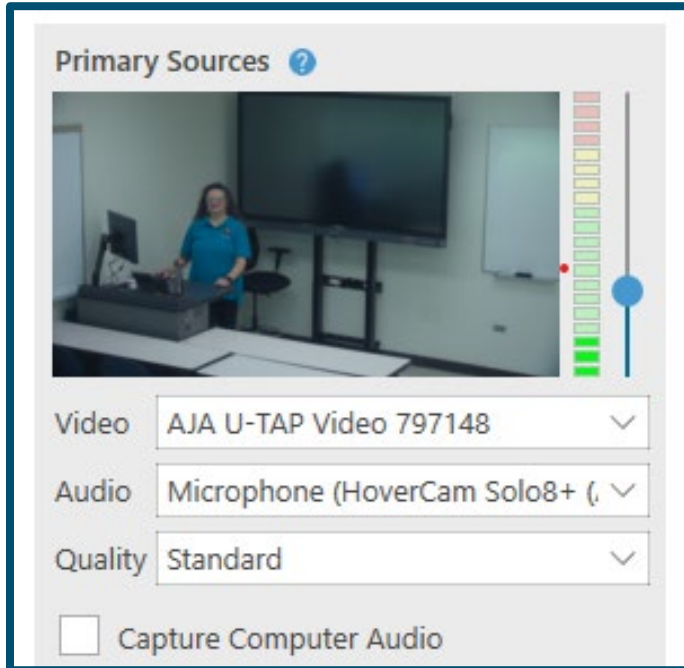 Primary Sources ?
Video AJA U-TAP Video 797148
Audio Microphone (HoverCam Solo8+ (
Quality Standard
Capture Computer Audio